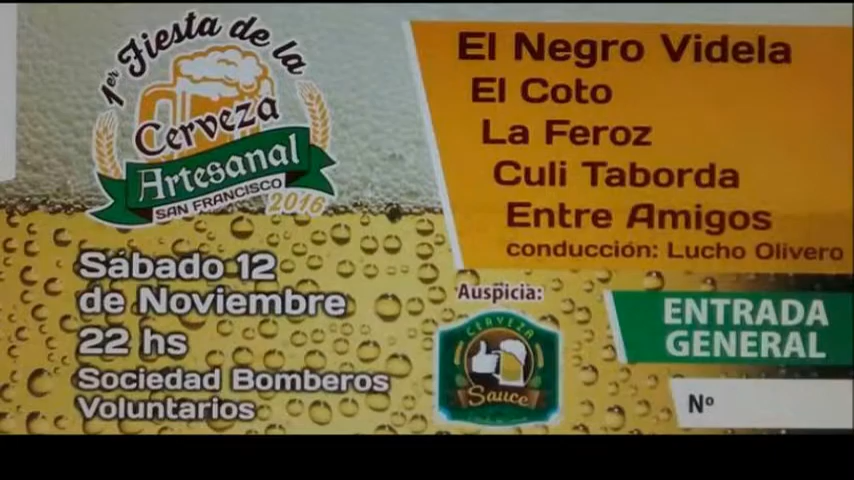 1er Fiesta de la
Cerveza
Artesanal
SAN FRANCISCO
2016
Sábado 12
de Noviembre
22 hs
Sociedad Bomberos
Voluntarios
El Negro Videla
El Coto
La Feroz
Culi Taborda
Entre Amigos
conducción: Lucho Olivero
Auspicia:
CERVEZA
Sauce
ENTRADA
GENERAL
Nº